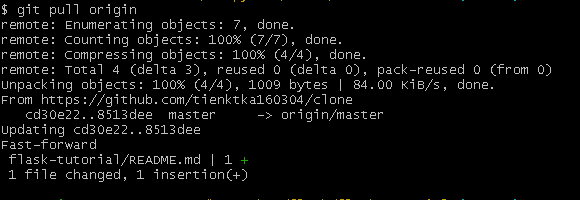 $ git pull origin
remote: Enumerating objects: 7, done.
remote: Counting objects: 100% (7/7), done.
remote: Compressing objects: 100% (4/4), done.
remote: Total 4 (delta 3), reused 0 (delta 0), pack-reused 0 (from 0)
Unpacking objects: 100% (4/4), 1009 bytes | 84.00 KiB/s, done.
From https://github.com/tienktka160304/clone
   cd30e22..8513dee  master     -> origin/master
Updating cd30e22..8513dee
Fast-forward
 flask-tutorial/README.md | 1 +
 1 file changed, 1 insertion(+)